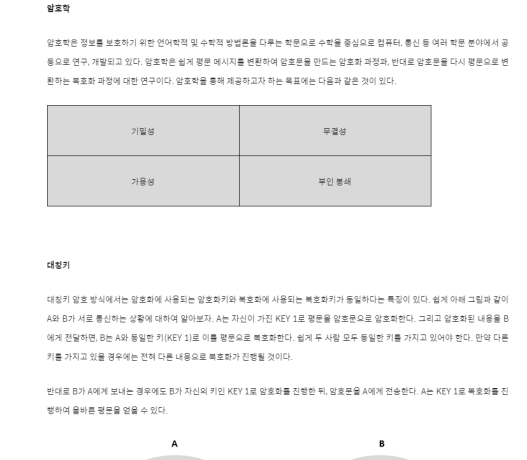 암호학
암호학은 정보를 보호하기 위한 언어학적 및 수학적 방법론을 다루는 학문으로 수학을 중심으로 컴퓨터, 통신 등 여러 학문 분야에서 공
동으로 연구, 개발되고 있다. 암호학은 쉽게 평문 메시지를 변환하여 암호문을 만드는 암호화 과정과, 반대로 암호문을 다시 평문으로 변
환하는 복호화 과정에 대한 연구이다. 암호학을 통해 제공하고자 하는 목표에는 다음과 같은 것이 있다.
기밀성 무결성
가용성 부인 봉쇄
대칭키
대칭키 암호 방식에서는 암호화에 사용되는 암호화키와 복호화에 사용되는 복호화키가 동일하다는 특징이 있다. 쉽게 아래 그림과 같이
A와 B가 서로 통신하는 상황에 대하여 알아보자. A는 자신이 가진 KEY 1로 평문을 암호문으로 암호화한다. 그리고 암호화된 내용을 B
에게 전달하면, B는 A와 동일한 키(KEY 1)로 이를 평문으로 복호화한다. 쉽게 두 사람 모두 동일한 키를 가지고 있어야 한다. 만약 다른
키를 가지고 있을 경우에는 전혀 다른 내용으로 복호화가 진행될 것이다.
반대로 B가 A에게 보내는 경우에도 B가 자신의 키인 KEY 1로 암호화를 진행한 뒤, 암호문을 A에게 전송한다. A는 KEY 1로 복호화를 진
행하여 올바른 평문을 얻을 수 있다.
A B